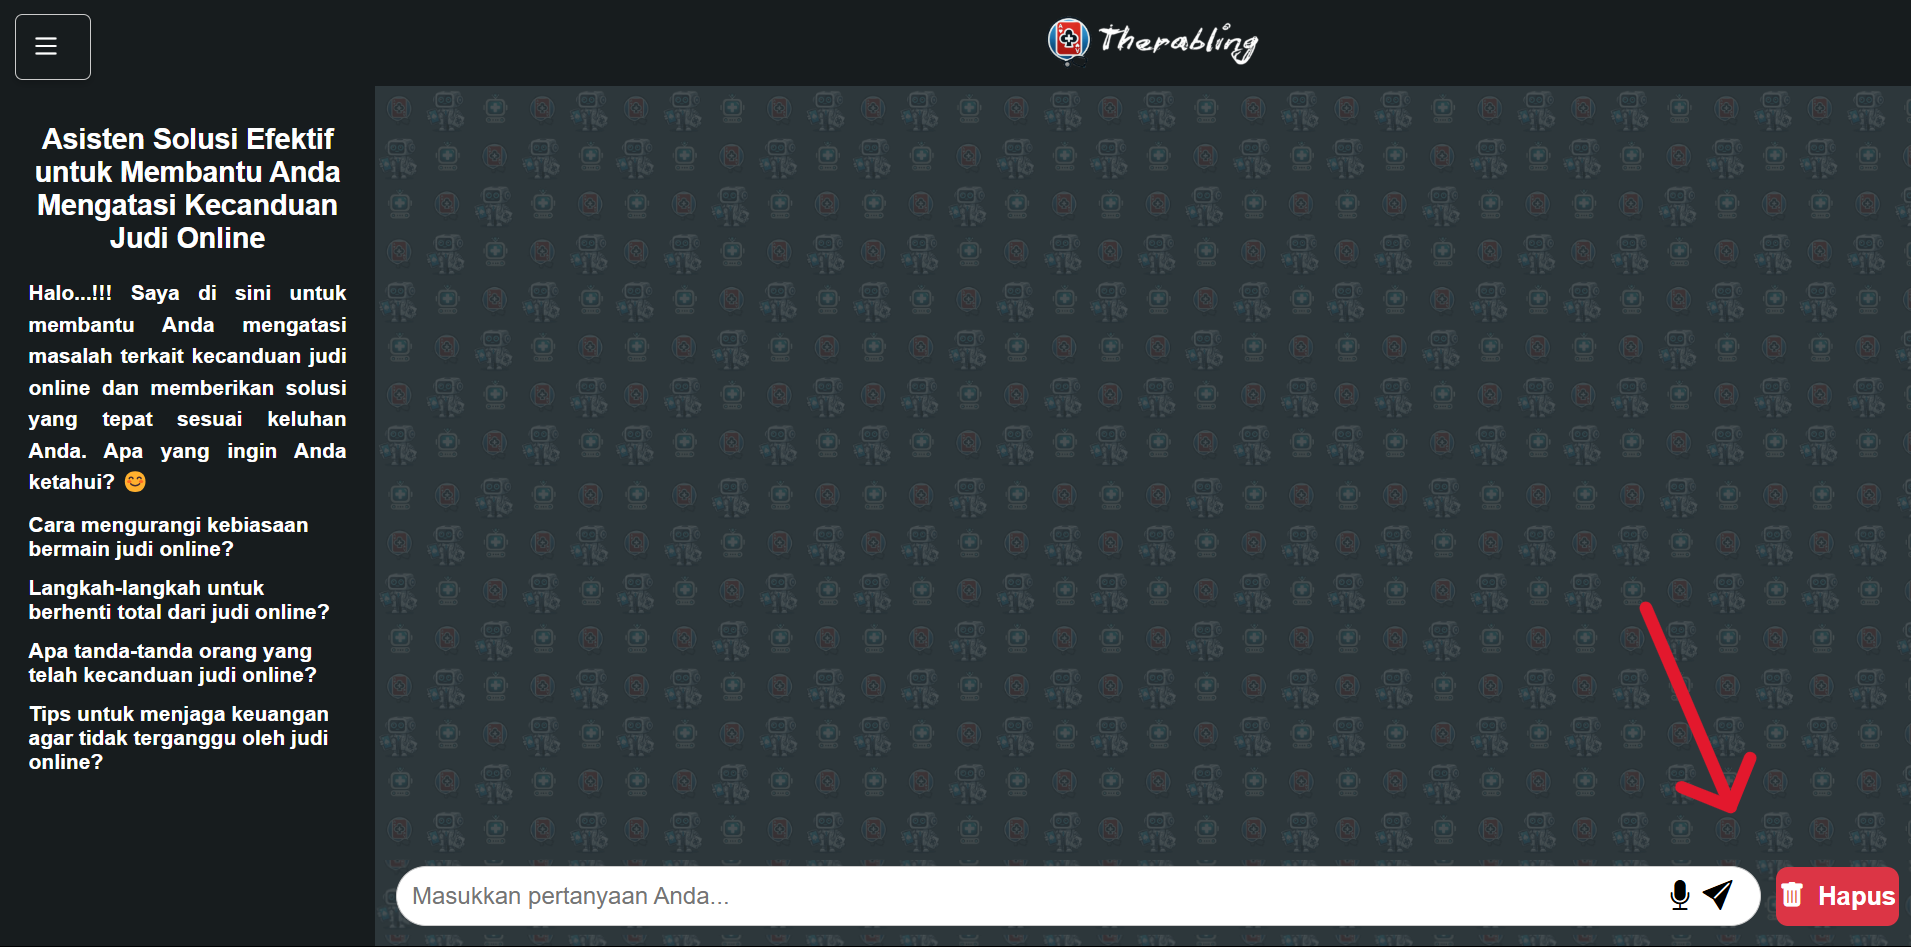 Therabling
Asisten Solusi Efektif
untuk Membantu Anda
Mengatasi Kecanduan
Judi Online
Halo...!!! Saya di sini untuk
membantu Anda mengatasi
masalah terkait kecanduan judi
online dan memberikan solusi
yang tepat sesuai keluhan
Anda. Apa yang ingin Anda
ketahui? 😊
Cara mengurangi kebiasaan
bermain judi online?
Langkah-langkah untuk
berhenti total dari judi online?
Apa tanda-tanda orang yang
telah kecanduan judi online?
Tips untuk menjaga keuangan
agar tidak terganggu oleh judi
online?
Masukkan pertanyaan Anda...
Hapus